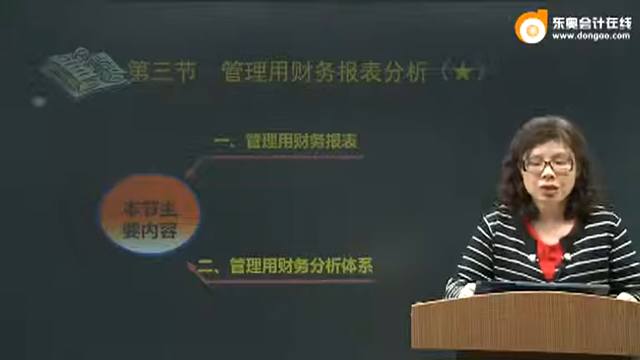 东奥会计在线
www.dongao.com
第三节 管理用财务报表分析（★）
一、管理用财务报表
本节主
要内容
二、管理用财务分析体系